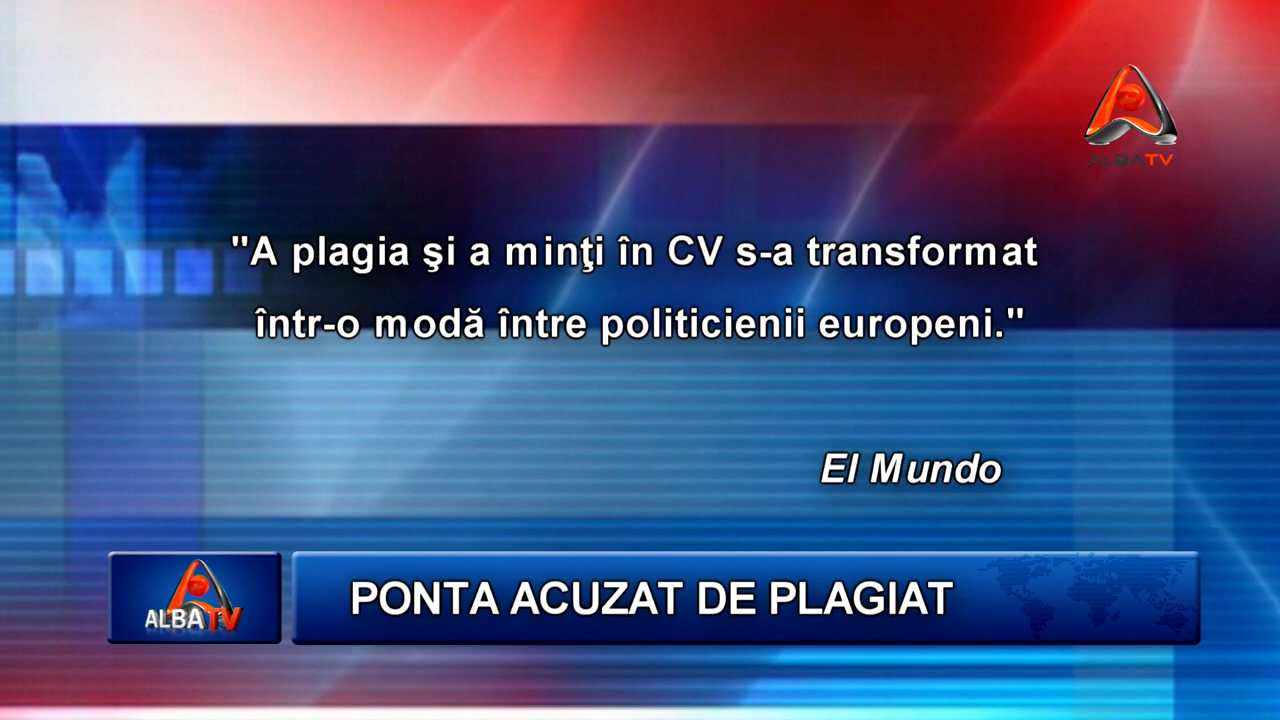 ALBATV
"A plagia şi a minţi în CV s-a transformat
într-o modă între politicienii europeni."
El Mundo
ALBATV
PONTA ACUZAT DE PLAGIAT